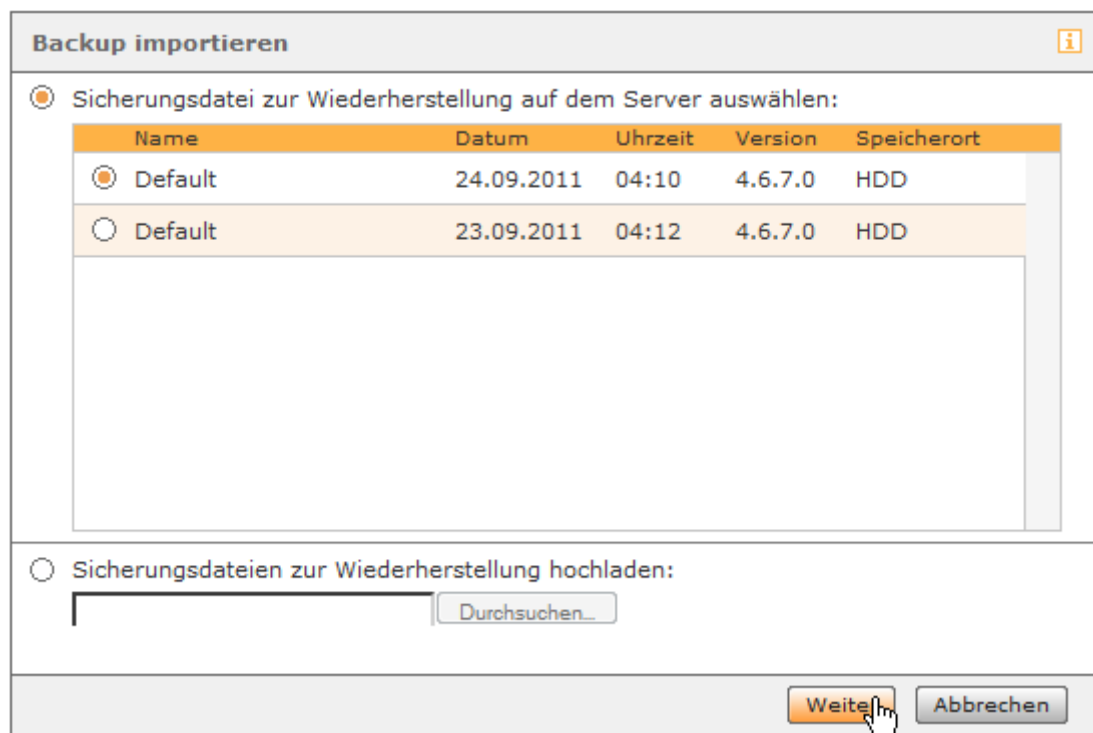 Backup importieren
Sicherungsdatei zur Wiederherstellung auf dem Server auswählen:
Name Datum Uhrzeit Version Speicherort
Default 24.09.2011 04:10 4.6.7.0 HDD
Default 23.09.2011 04:12 4.6.7.0 HDD
Sicherungsdateien zur Wiederherstellung hochladen:
Durchsuchen...
Weiter Abbrechen